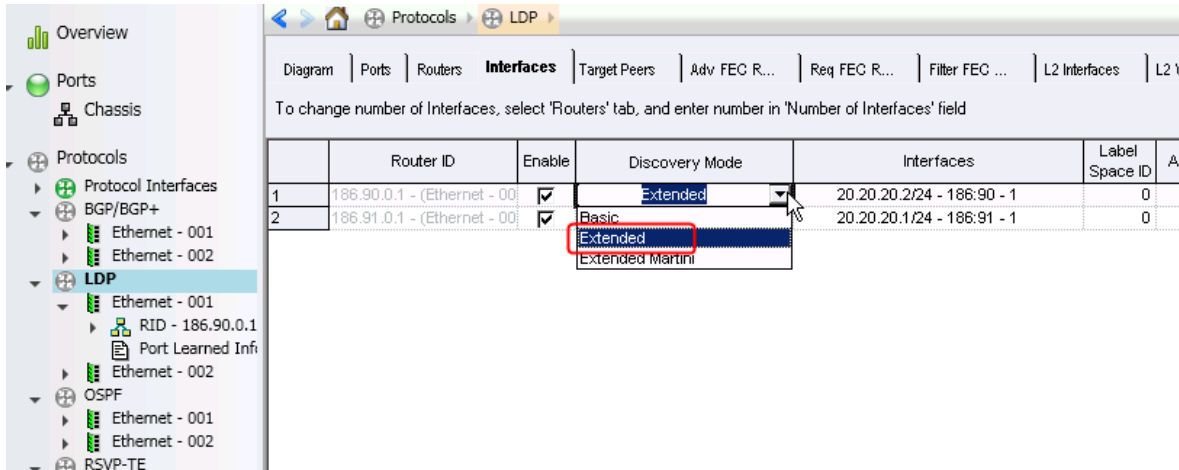 Overview
Ports
Chassis
Protocols
Protocol Interfaces
BGP/BGP+
Ethernet - 001
Ethernet - 002
LDP
Ethernet - 001
RID - 186.90.0.1
Port Learned Inf
Ethernet - 002
OSPF
Ethernet - 001
Ethernet - 002
RSVP-TE
Protocols LDP
Diagram Ports Routers Interfaces Target Peers Adv FEC R... Req FEC R... Filter FEC ... L2 Interfaces L2
To change number of Interfaces, select 'Routers' tab, and enter number in 'Number of Interfaces' field
Router ID Enable Discovery Mode Interfaces Label Space ID A
1 186.90.0.1 - (Ethernet - 00 Extended 20.20.20.2/24 - 186:90 - 1 0
2 186.91.0.1 - (Ethernet - 00 Basic 20.20.20.1/24 - 186:91 - 1 0
Extended
Extended Martini